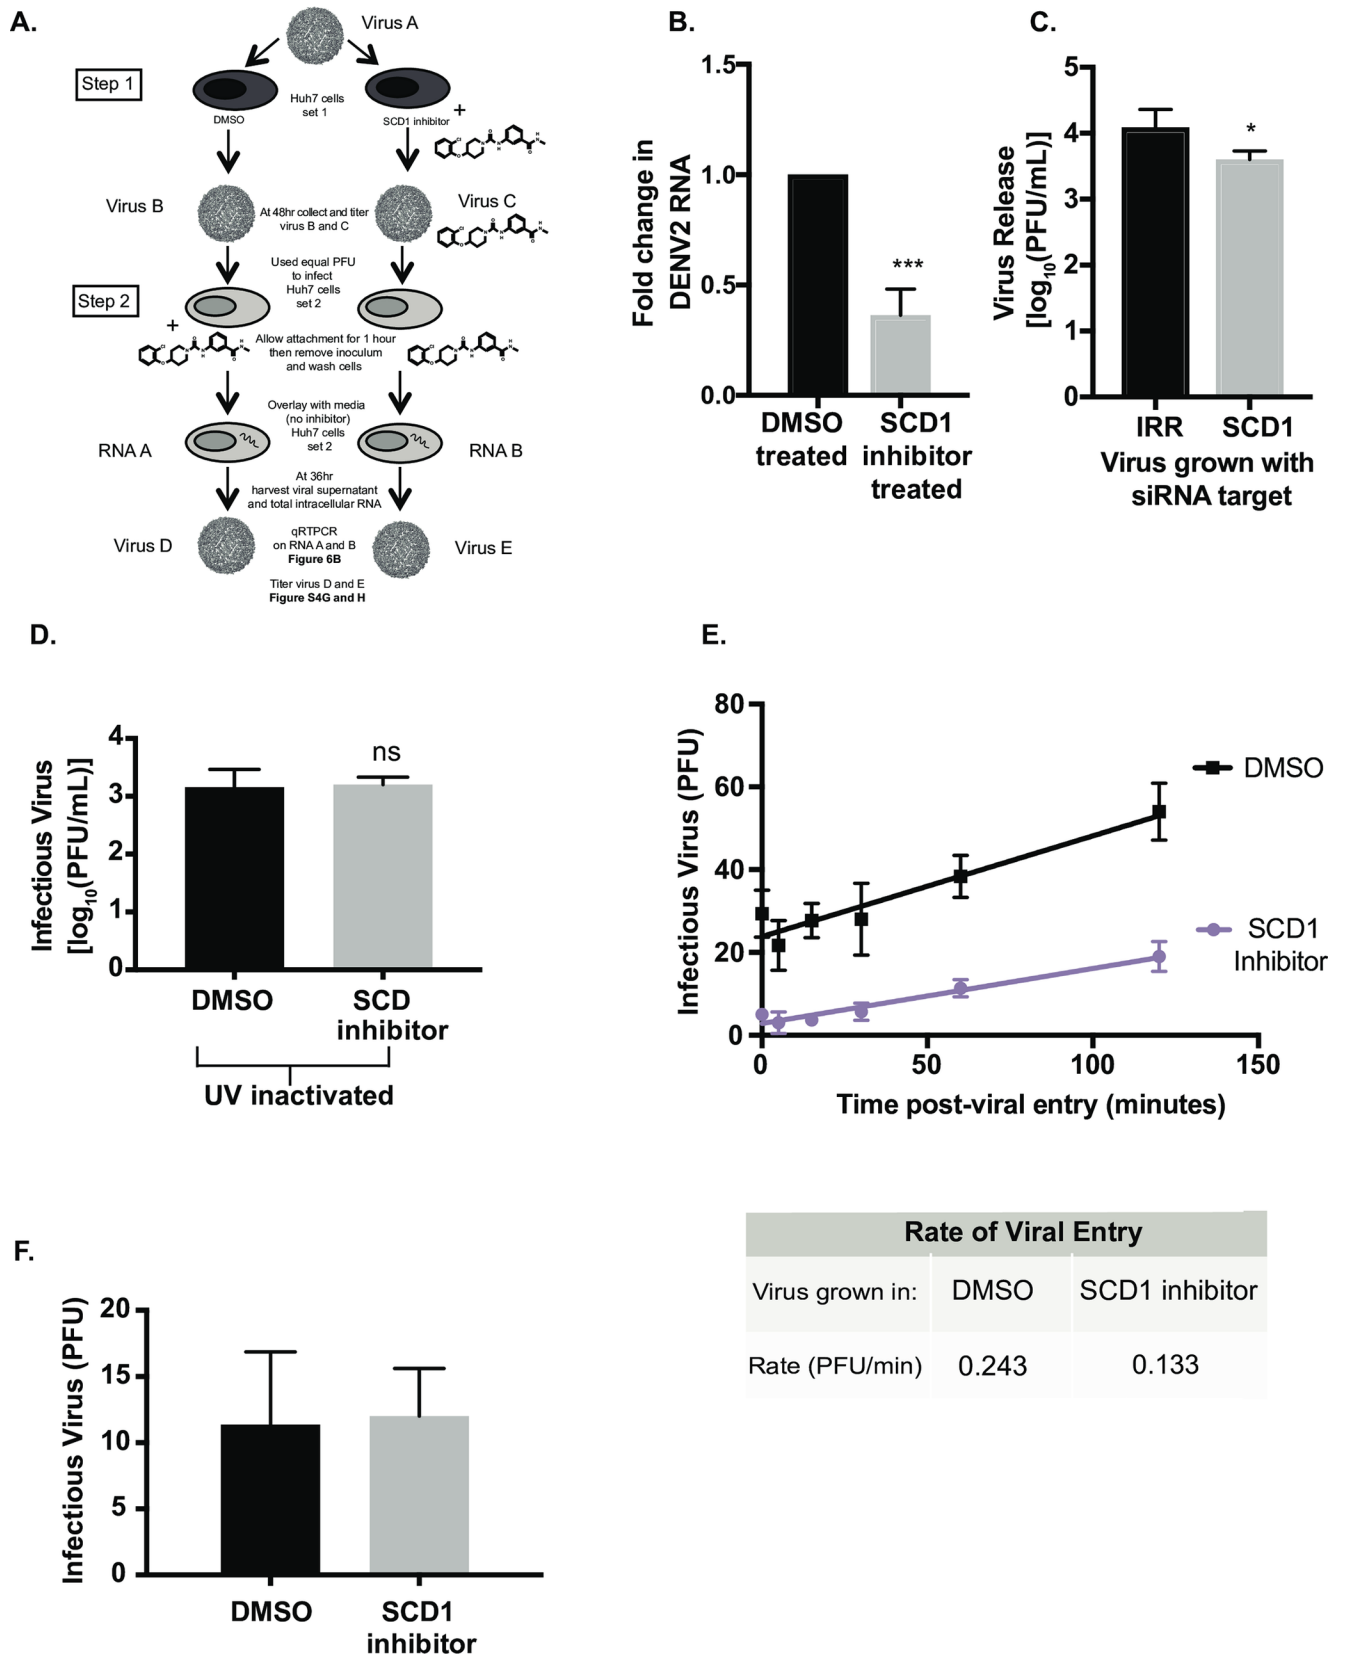 A.
Virus A
Step 1
Huh7 cells
set 1
DMSO
SCD1 inhibitor
+
Virus B
At 48hr collect and titer
virus B and C
Virus C
Used equal PFU
to infect
Huh7 cells
set 2
Step 2
+
Allow attachment for 1 hour
then remove inoculum
and wash cells
Overlay with media
(no inhibitor)
Huh7 cells
set 2
RNA A
RNA B
At 36hr
harvest viral supernatant
and total intracellular RNA
Virus D
qRTPCR
on RNA A and B
Figure 6B
Virus E
Titer virus D and E
Figure S4G and H
B.
Fold change in
DENV2 RNA
1.5
1.0
0.5
0.0
***
DMSO
treated
SCD1
inhibitor
treated
C.
Virus Release
[log10(PFU/mL)]
5
4
3
2
1
0
*
IRR
SCD1
Virus grown with
siRNA target
D.
Infectious Virus
[log10(PFU/mL)]
4
3
2
1
0
ns
DMSO
SCD
inhibitor
UV inactivated
E.
Infectious Virus (PFU)
80
60
40
20
0
0
50
100
150
Time post-viral entry (minutes)
DMSO
SCD1
Inhibitor
Rate of Viral Entry
Virus grown in: DMSO SCD1 inhibitor
Rate (PFU/min) 0.243 0.133
F.
Infectious Virus (PFU)
20
15
10
5
0
DMSO
SCD1
inhibitor